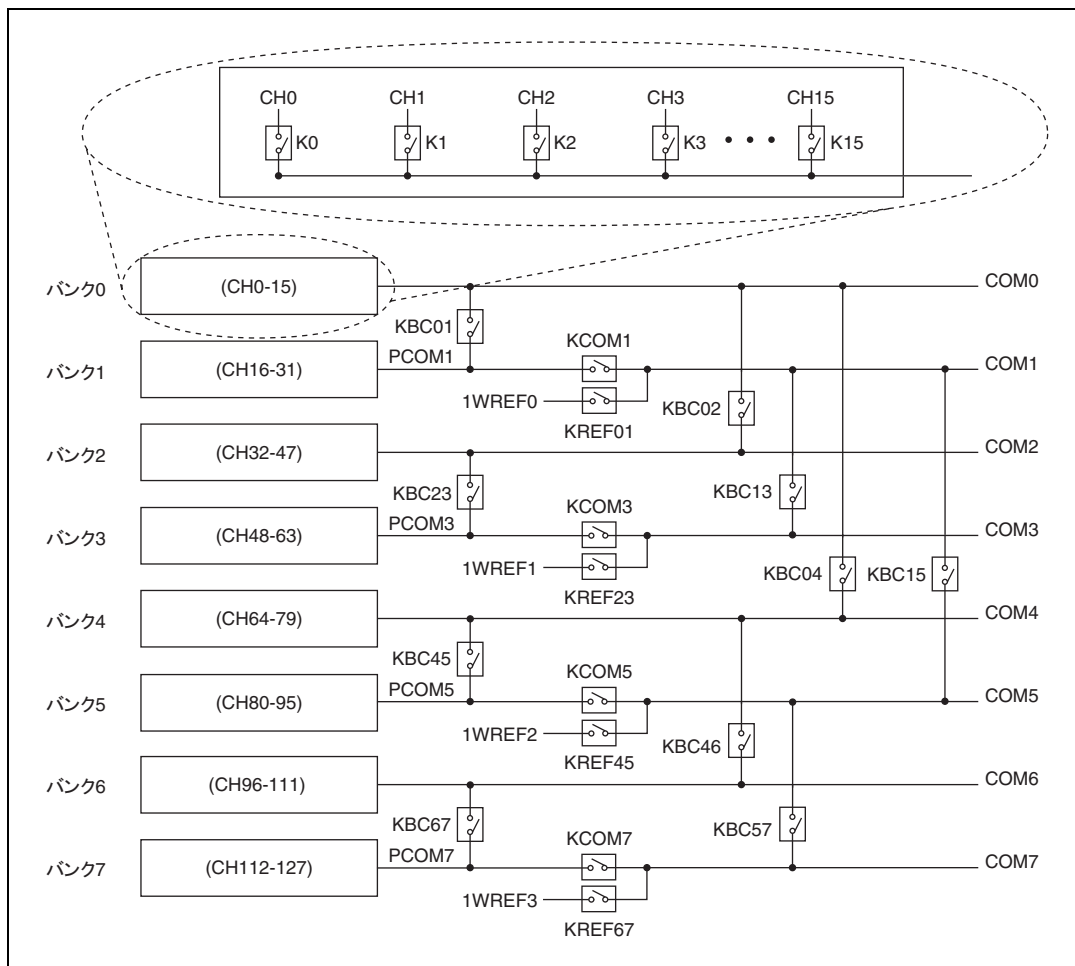 CH0 CH1 CH2 CH3 CH15
K0 K1 K2 K3 • • • K15
バンク0 (CH0-15) COM0
KBC01
バンク1 (CH16-31) PCOM1 KCOM1 COM1
1WREF0 KREF01 KBC02
バンク2 (CH32-47) COM2
KBC23 KBC13
バンク3 (CH48-63) PCOM3 KCOM3 COM3
1WREF1 KREF23 KBC04 KBC15
バンク4 (CH64-79) COM4
KBC45
バンク5 (CH80-95) PCOM5 KCOM5 COM5
1WREF2 KREF45 KBC46
バンク6 (CH96-111) COM6
KBC67 KBC57
バンク7 (CH112-127) PCOM7 KCOM7 COM7
1WREF3 KREF67